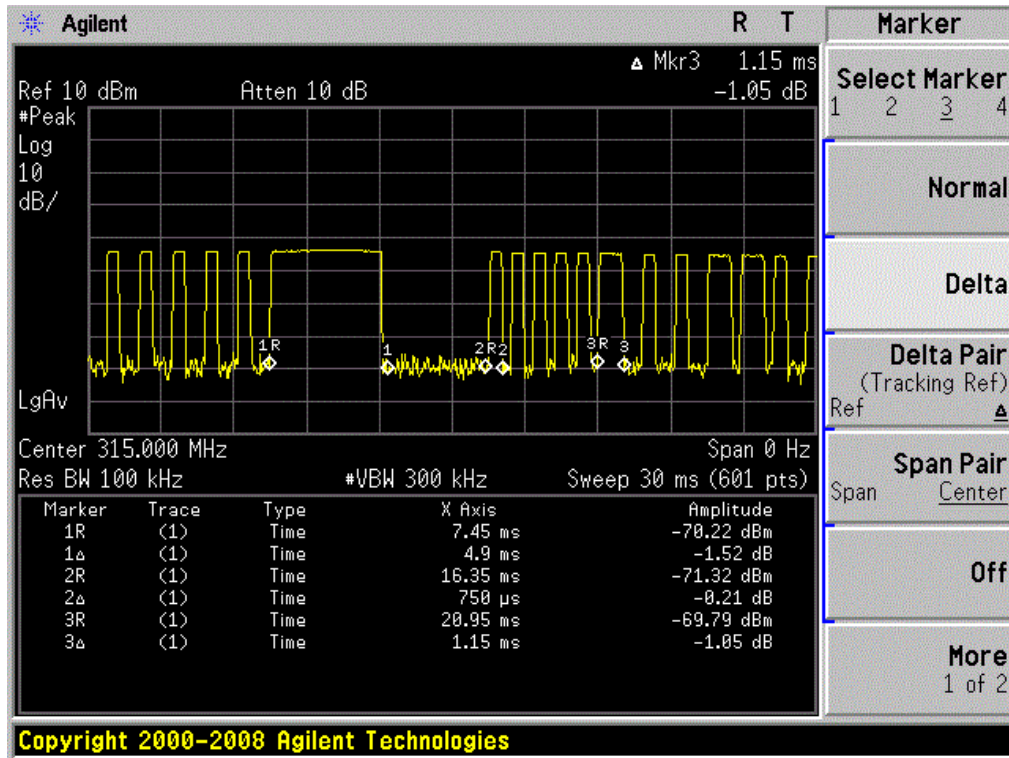 Agilent R T
Marker
△ Mkr3 1.15 ms
Ref 10 dBm Atten 10 dB -1.05 dB
#Peak
Log
10
dB/
1R 1 2R 2 3R 3
LgAv
Center 315.000 MHz Span 0 Hz
Res BW 100 kHz #VBW 300 kHz Sweep 30 ms (601 pts)
Marker Trace Type X Axis Amplitude
1R (1) Time 7.45 ms -70.22 dBm
1△ (1) Time 4.9 ms -1.52 dB
2R (1) Time 16.35 ms -71.32 dBm
2△ (1) Time 750 µs -0.21 dB
3R (1) Time 20.95 ms -69.79 dBm
3△ (1) Time 1.15 ms -1.05 dB
Select Marker
1 2 3 4
Normal
Delta
Delta Pair
(Tracking Ref)
Ref △
Span Pair
Span Center
Off
More
1 of 2
Copyright 2000-2008 Agilent Technologies